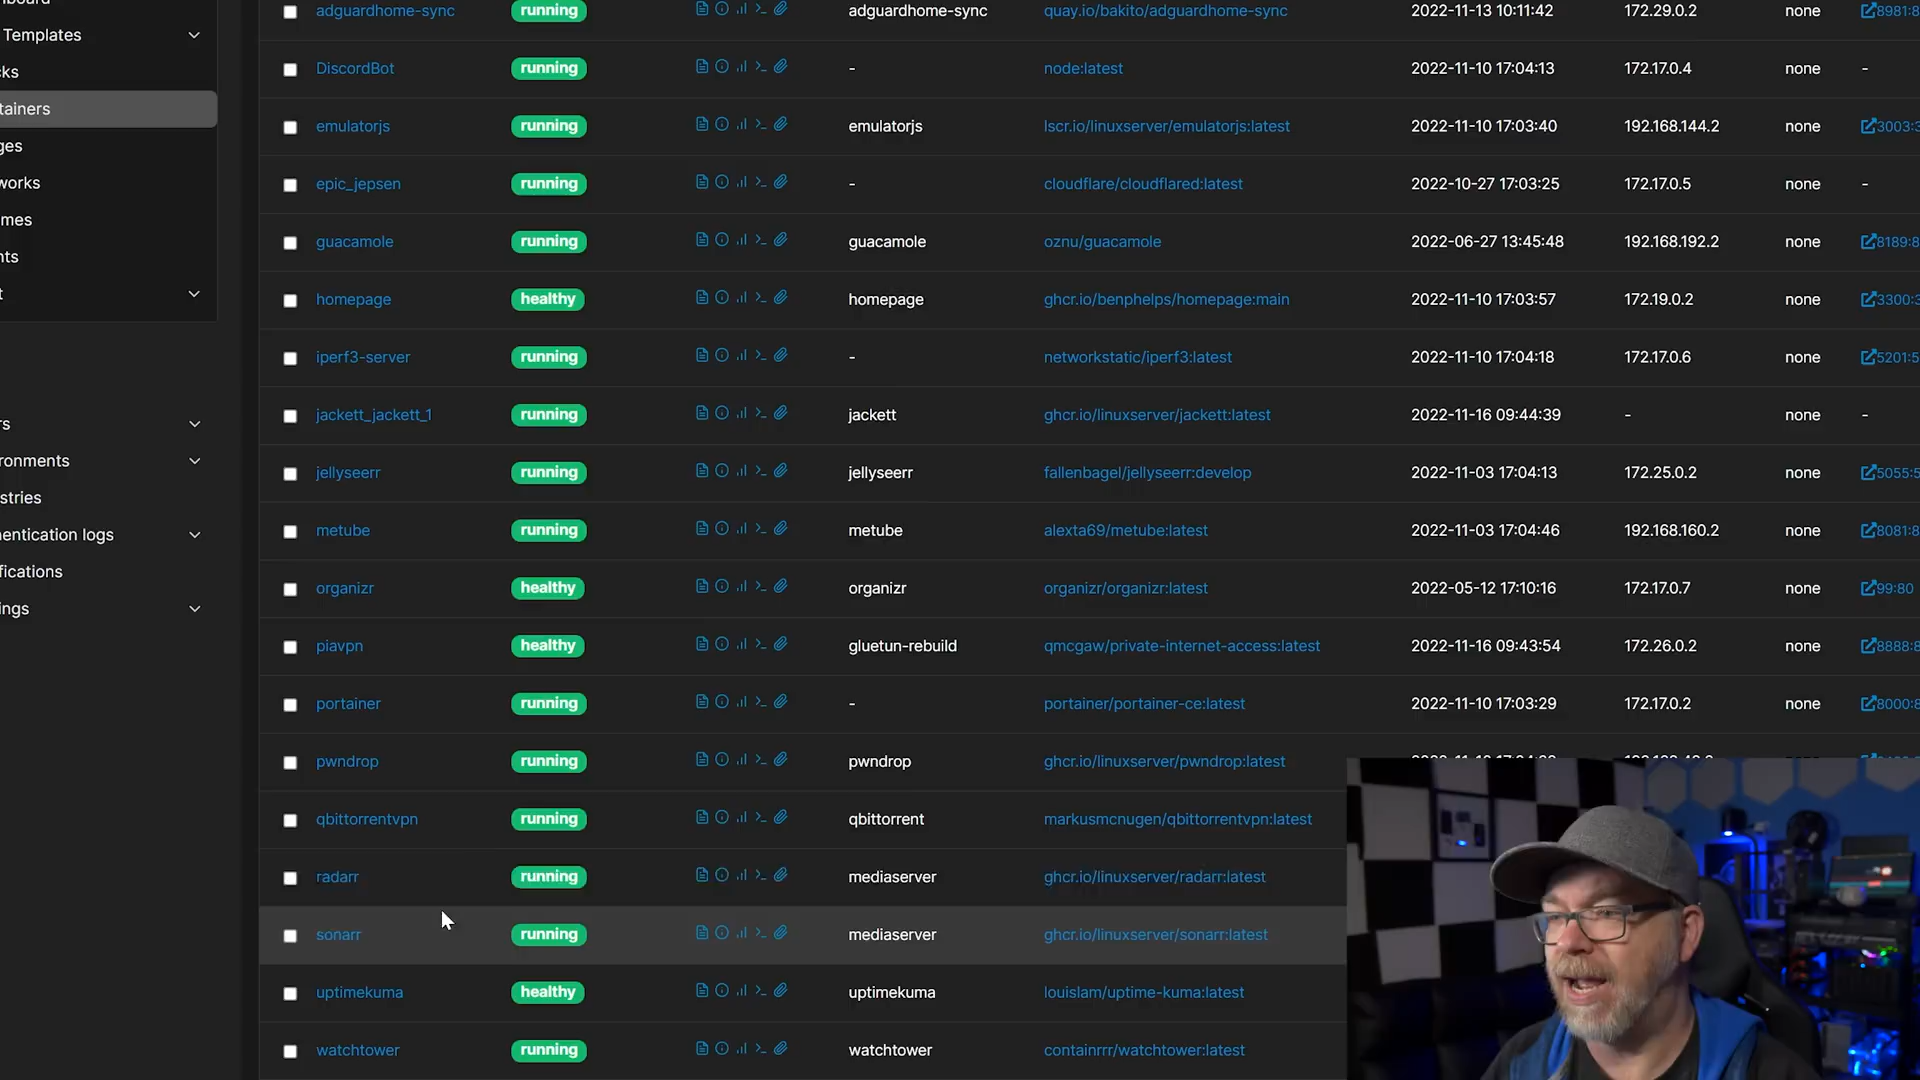 Templates
cks
tainers
ges
works
mes
nts
t
rs
ronments
stries
entication logs
fications
ings
adguardhome-sync running adguardhome-sync quay.io/bakito/adguardhome-sync 2022-11-13 10:11:42 172.29.0.2 none 8981:8
DiscordBot running - node:latest 2022-11-10 17:04:13 172.17.0.4 none -
emulatorjs running emulatorjs lscr.io/linuxserver/emulatorjs:latest 2022-11-10 17:03:40 192.168.144.2 none 3003:3
epic_jepsen running - cloudflare/cloudflared:latest 2022-10-27 17:03:25 172.17.0.5 none -
guacamole running guacamole oznu/guacamole 2022-06-27 13:45:48 192.168.192.2 none 8189:8
homepage healthy homepage ghcr.io/benphelps/homepage:main 2022-11-10 17:03:57 172.19.0.2 none 3300:3
iperf3-server running - networkstatic/iperf3:latest 2022-11-10 17:04:18 172.17.0.6 none 5201:5
jackett_jackett_1 running jackett ghcr.io/linuxserver/jackett:latest 2022-11-16 09:44:39 - none -
jellyseerr running jellyseerr fallenbagel/jellyseerr:develop 2022-11-03 17:04:13 172.25.0.2 none 5055:5
metube running metube alexta69/metube:latest 2022-11-03 17:04:46 192.168.160.2 none 8081:8
organizr healthy organizr organizr/organizr:latest 2022-05-12 17:10:16 172.17.0.7 none 99:80
piavpn healthy gluetun-rebuild qmcgaw/private-internet-access:latest 2022-11-16 09:43:54 172.26.0.2 none 8888:8
portainer running - portainer/portainer-ce:latest 2022-11-10 17:03:29 172.17.0.2 none 8000:8
pwndrop running pwndrop ghcr.io/linuxserver/pwndrop:latest
qbittorrentvpn running qbittorrent markusmcnugen/qbittorrentvpn:latest
radarr running mediaserver ghcr.io/linuxserver/radarr:latest
sonarr running mediaserver ghcr.io/linuxserver/sonarr:latest
uptimekuma healthy uptimekuma louislam/uptime-kuma:latest
watchtower running watchtower containrrr/watchtower:latest